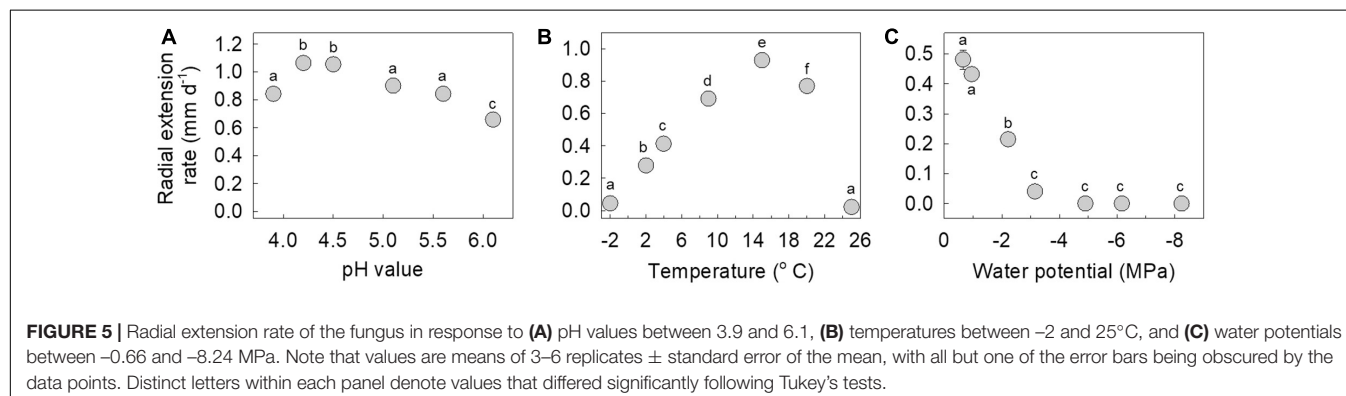 A
1.2
1.0
0.8
0.6
0.4
0.2
0.0
Radial extension
rate (mm d⁻¹)
a
b
b
a
a
c
4.0 4.5 5.0 5.5 6.0
pH value
B
1.0
0.8
0.6
0.4
0.2
0.0
a
b
c
d
e
f
a
-2 2 6 10 14 18 22 26
Temperature (° C)
C
0.5
0.4
0.3
0.2
0.1
0.0
a
a
b
c
c
c
c
0 -2 -4 -6 -8
Water potential (MPa)
FIGURE 5 | Radial extension rate of the fungus in response to (A) pH values between 3.9 and 6.1, (B) temperatures between –2 and 25°C, and (C) water potentials
between –0.66 and –8.24 MPa. Note that values are means of 3–6 replicates ± standard error of the mean, with all but one of the error bars being obscured by the
data points. Distinct letters within each panel denote values that differed significantly following Tukey’s tests.